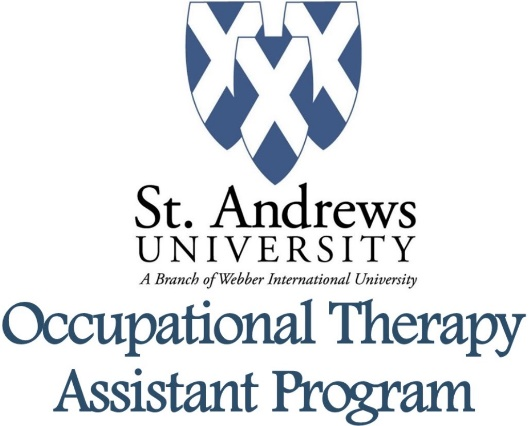 St. Andrews
UNIVERSITY
A Branch of Webber International University
Occupational Therapy
Assistant Program